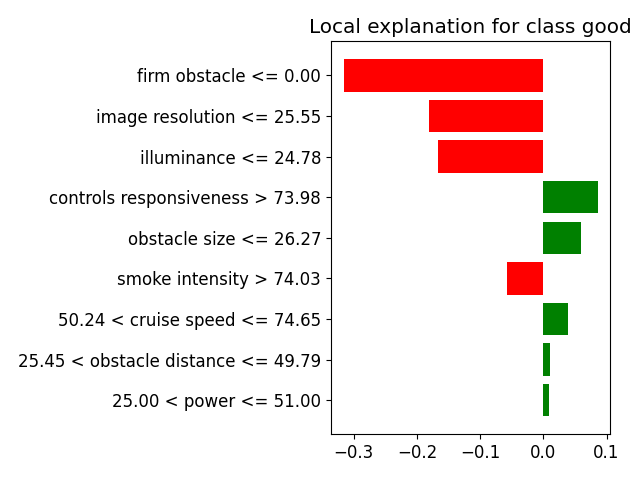 Local explanation for class good
firm obstacle <= 0.00
image resolution <= 25.55
illuminance <= 24.78
controls responsiveness > 73.98
obstacle size <= 26.27
smoke intensity > 74.03
50.24 < cruise speed <= 74.65
25.45 < obstacle distance <= 49.79
25.00 < power <= 51.00
−0.3 −0.2 −0.1 0.0 0.1